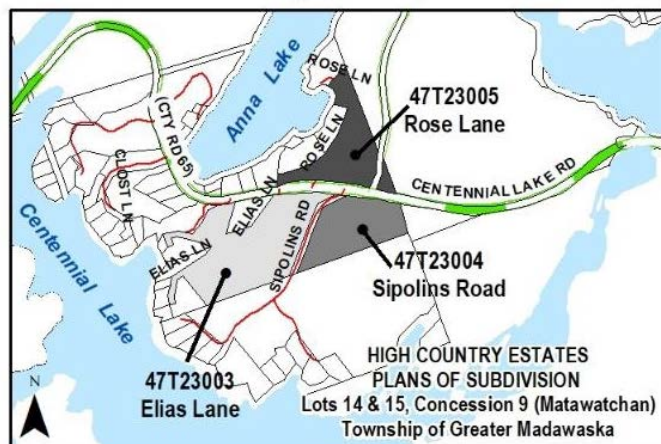 ROSE LN
47T23005
Rose Lane
Anna Lake
(CTY RD 65)
ROSE LN
CLOST LN
ELIAS LN
CENTENNIAL LAKE RD
ELIAS LN
SIPOLINS RD
47T23004
Sipolins Road
Centennial Lake
47T23003
Elias Lane
N
HIGH COUNTRY ESTATES
PLANS OF SUBDIVISION
Lots 14 & 15, Concession 9 (Matawatchan)
Township of Greater Madawaska